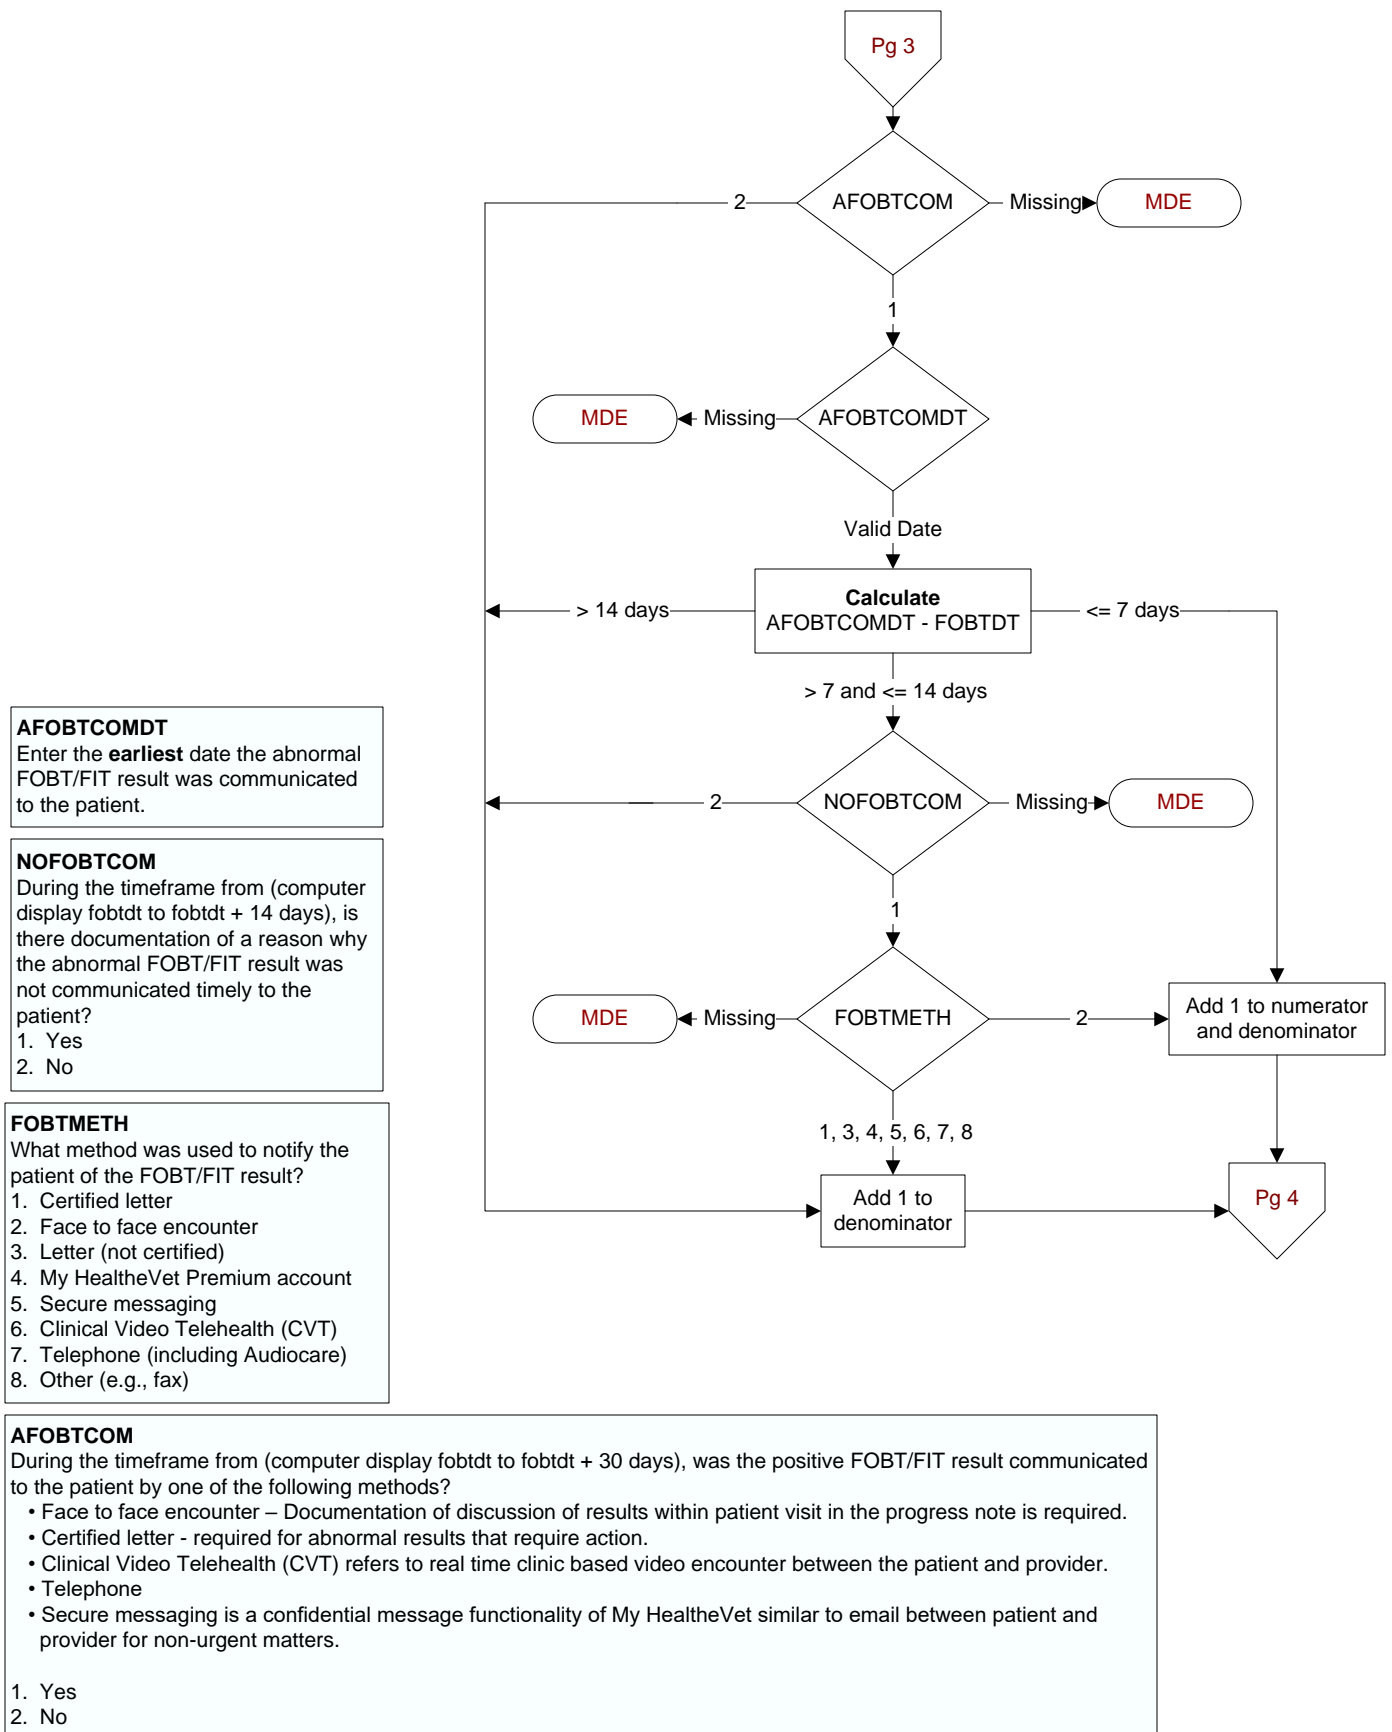 Pg 3
2
AFOBTCOM
Missing
MDE
1
MDE
Missing
AFOBTCOMDT
Valid Date
> 14 days
Calculate
AFOBTCOMDT - FOBTDT
<= 7 days
> 7 and <= 14 days
2
NOFOBTCOM
Missing
MDE
1
MDE
Missing
FOBTMETH
2
Add 1 to numerator
and denominator
1, 3, 4, 5, 6, 7, 8
Add 1 to
denominator
Pg 4
AFOBTCOMDT
Enter the earliest date the abnormal
FOBT/FIT result was communicated
to the patient.
NOFOBTCOM
During the timeframe from (computer
display fobtdt to fobtdt + 14 days), is
there documentation of a reason why
the abnormal FOBT/FIT result was
not communicated timely to the
patient?
1. Yes
2. No
FOBTMETH
What method was used to notify the
patient of the FOBT/FIT result?
1. Certified letter
2. Face to face encounter
3. Letter (not certified)
4. My HealtheVet Premium account
5. Secure messaging
6. Clinical Video Telehealth (CVT)
7. Telephone (including Audiocare)
8. Other (e.g., fax)
AFOBTCOM
During the timeframe from (computer display fobtdt to fobtdt + 30 days), was the positive FOBT/FIT result communicated
to the patient by one of the following methods?
• Face to face encounter – Documentation of discussion of results within patient visit in the progress note is required.
• Certified letter - required for abnormal results that require action.
• Clinical Video Telehealth (CVT) refers to real time clinic based video encounter between the patient and provider.
• Telephone
• Secure messaging is a confidential message functionality of My HealtheVet similar to email between patient and
provider for non-urgent matters.
1. Yes
2. No